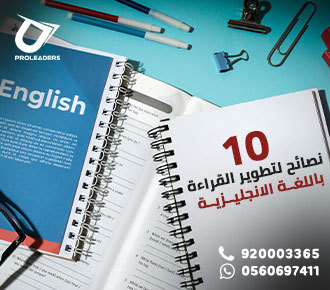 PROLEADERS
English
10
نصائح لتطوير القراءة
باللغة الانجليزية
920003365
0560697411